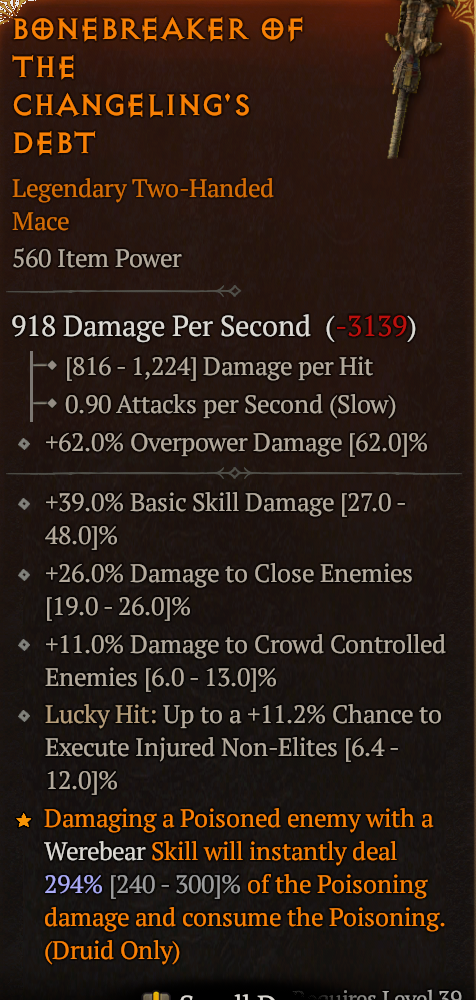 BONEBREAKER OF
THE
CHANGELING'S
DEBT
Legendary Two-Handed
Mace
560 Item Power
918 Damage Per Second (-3139)
[816 - 1,224] Damage per Hit
0.90 Attacks per Second (Slow)
+62.0% Overpower Damage [62.0]%
+39.0% Basic Skill Damage [27.0 -
48.0]%
+26.0% Damage to Close Enemies
[19.0 - 26.0]%
+11.0% Damage to Crowd Controlled
Enemies [6.0 - 13.0]%
Lucky Hit: Up to a +11.2% Chance to
Execute Injured Non-Elites [6.4 -
12.0]%
Damaging a Poisoned enemy with a
Werebear Skill will instantly deal
294% [240 - 300]% of the Poisoning
damage and consume the Poisoning.
(Druid Only)
Requires Level 39